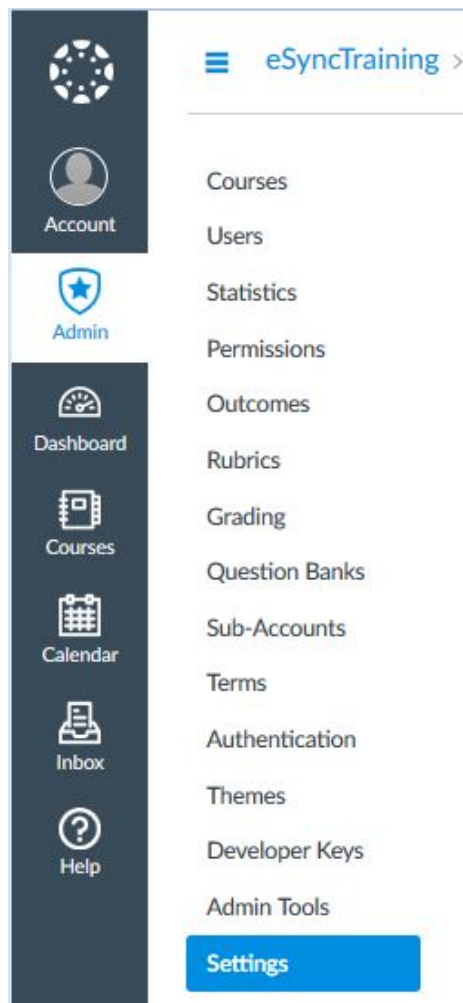 eSyncTraining >
Account
Admin
Dashboard
Courses
Calendar
Inbox
Help
Courses
Users
Statistics
Permissions
Outcomes
Rubrics
Grading
Question Banks
Sub-Accounts
Terms
Authentication
Themes
Developer Keys
Admin Tools
Settings